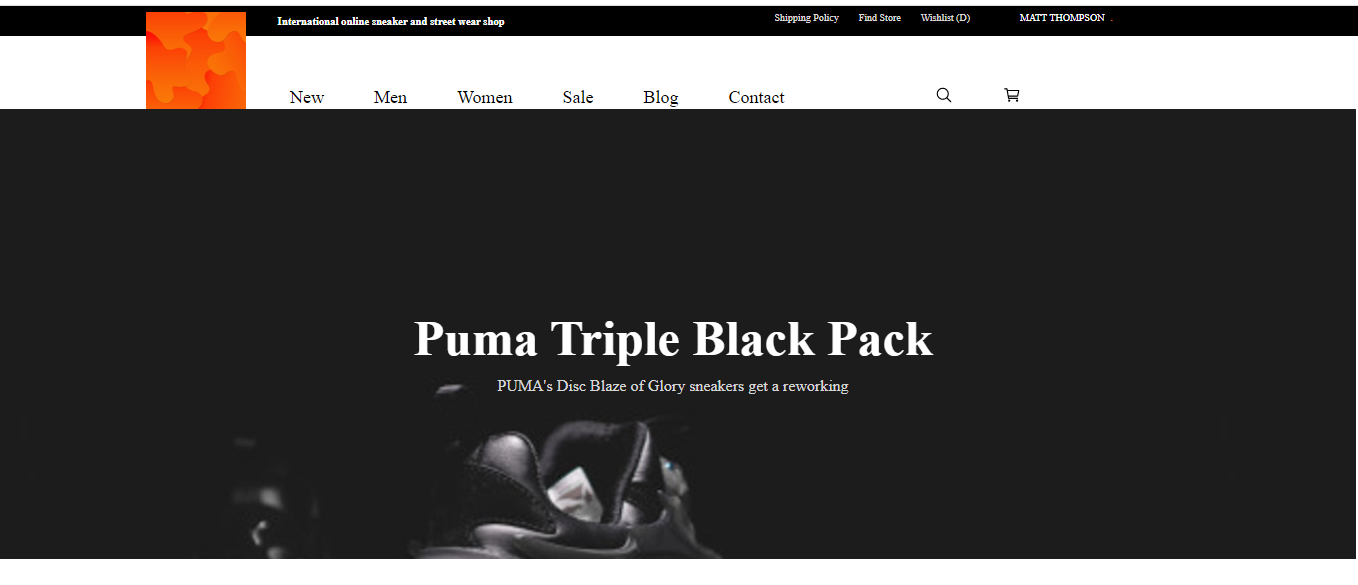 International online sneaker and street wear shop
Shipping Policy Find Store Wishlist (D) MATT THOMPSON
New Men Women Sale Blog Contact
Puma Triple Black Pack
PUMA's Disc Blaze of Glory sneakers get a reworking